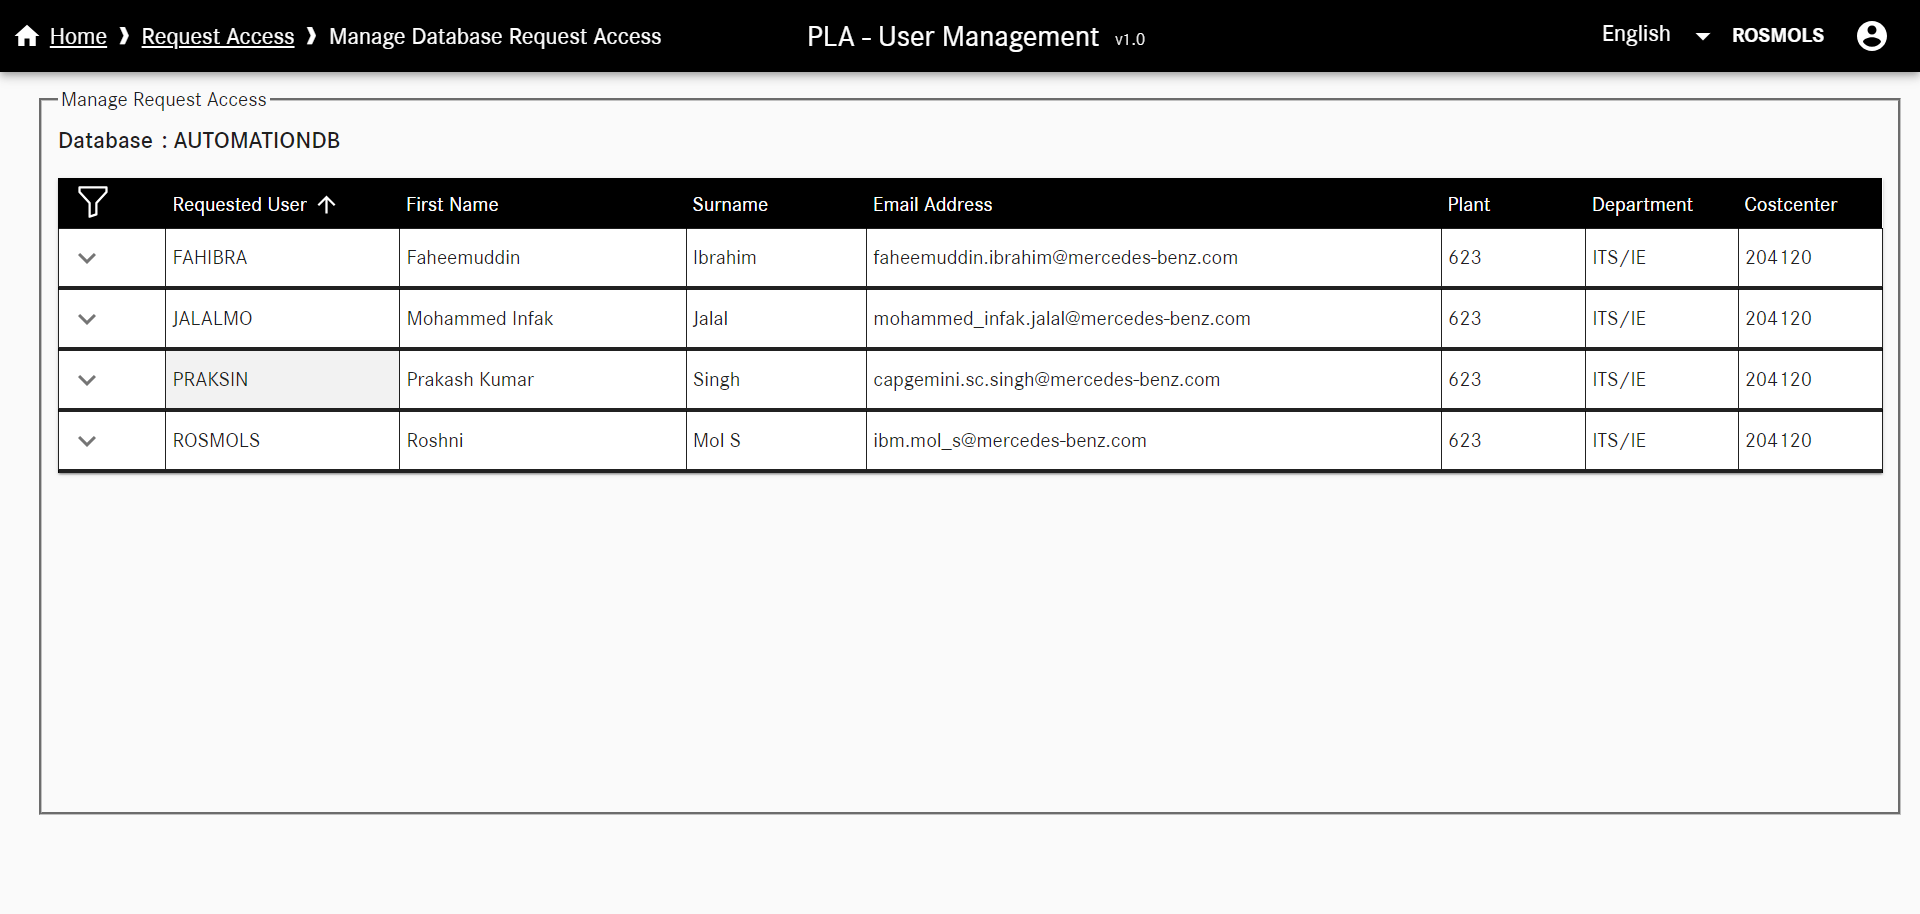 Home ❱ Request Access ❱ Manage Database Request Access PLA - User Management v1.0 English ROSMOLS
Manage Request Access
Database : AUTOMATIONDB
Requested User First Name Surname Email Address Plant Department Costcenter
FAHIBRA Faheemuddin Ibrahim faheemuddin.ibrahim@mercedes-benz.com 623 ITS/IE 204120
JALALMO Mohammed Infak Jalal mohammed_infak.jalal@mercedes-benz.com 623 ITS/IE 204120
PRAKSIN Prakash Kumar Singh capgemini.sc.singh@mercedes-benz.com 623 ITS/IE 204120
ROSMOLS Roshni Mol S ibm.mol_s@mercedes-benz.com 623 ITS/IE 204120